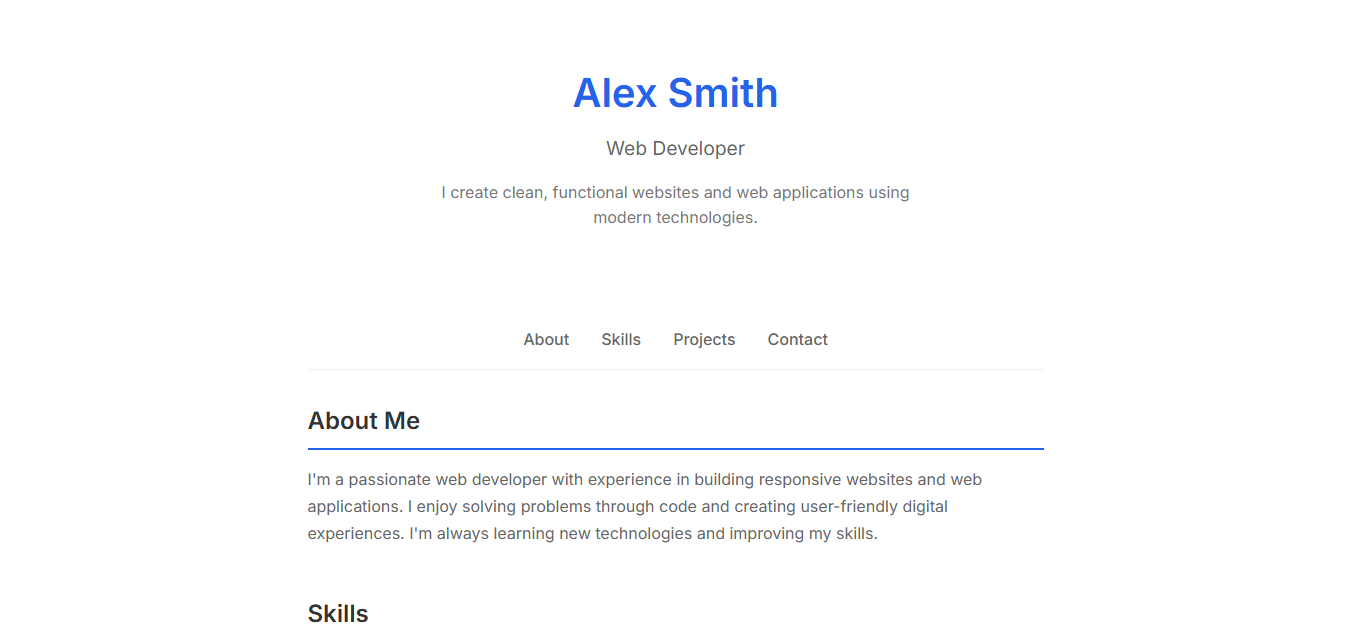 Alex Smith
Web Developer
I create clean, functional websites and web applications using
modern technologies.
About Skills Projects Contact
About Me
I'm a passionate web developer with experience in building responsive websites and web
applications. I enjoy solving problems through code and creating user-friendly digital
experiences. I'm always learning new technologies and improving my skills.
Skills